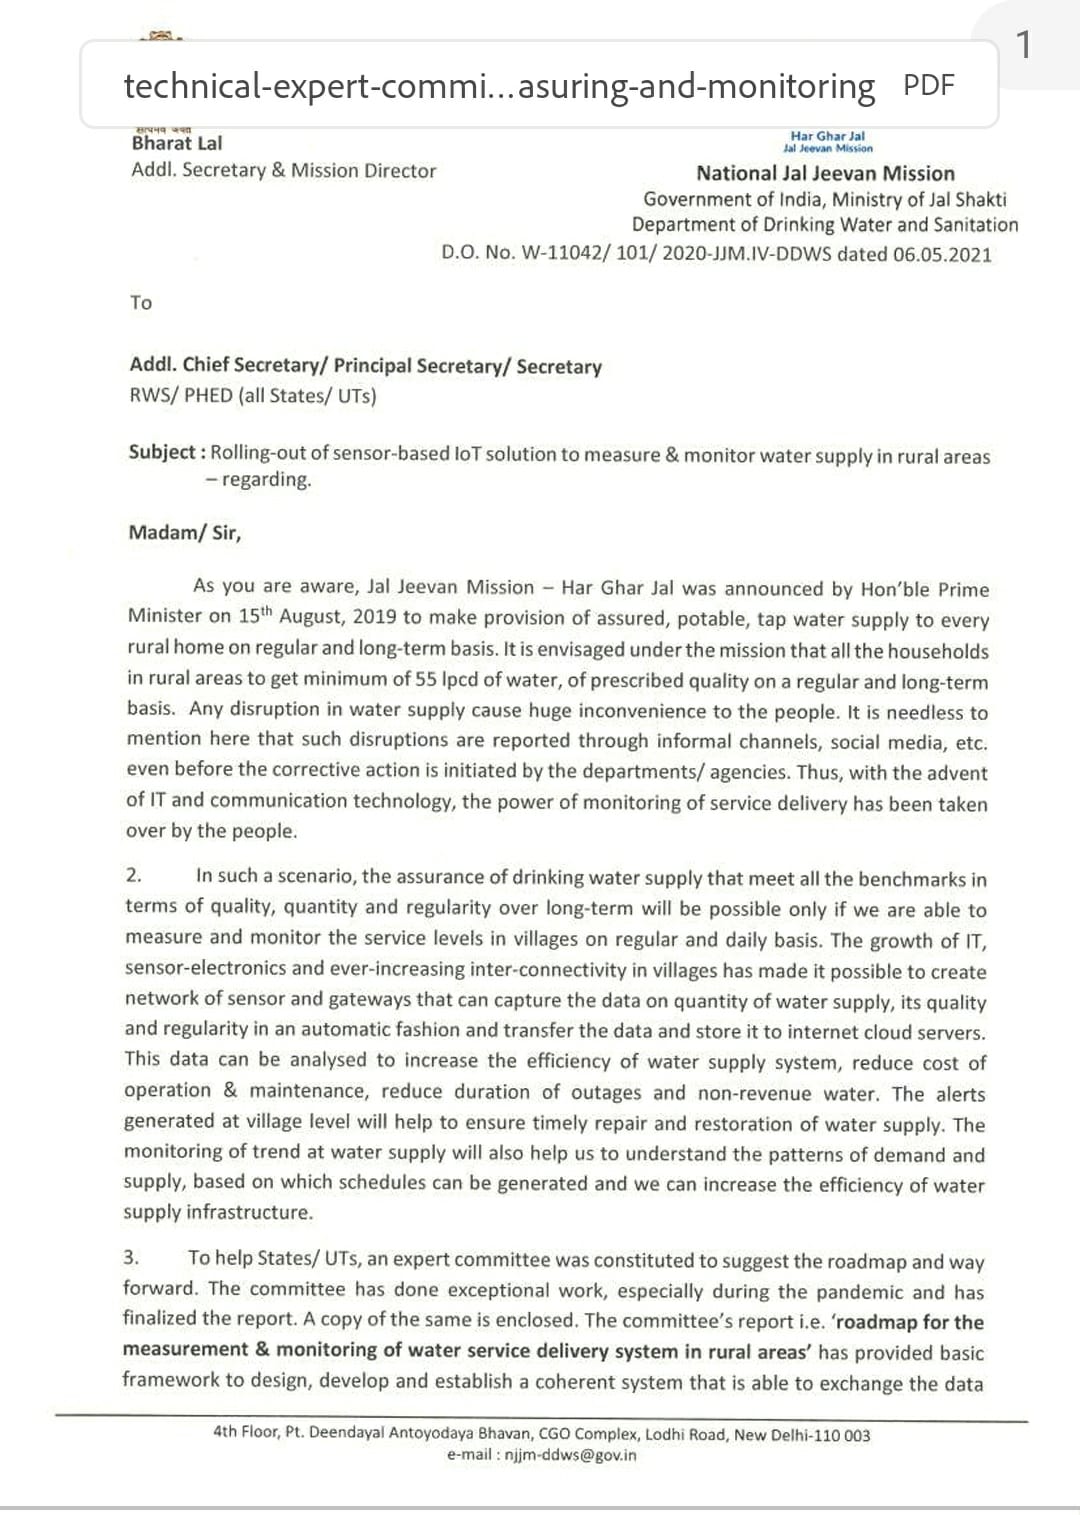 1
technical-expert-commi...asuring-and-monitoring PDF
Bharat Lal
Addl. Secretary & Mission Director
Har Ghar Jal
Jal Jeevan Mission
National Jal Jeevan Mission
Government of India, Ministry of Jal Shakti
Department of Drinking Water and Sanitation
D.O. No. W-11042/ 101/ 2020-JJM.IV-DDWS dated 06.05.2021
To
Addl. Chief Secretary/ Principal Secretary/ Secretary
RWS/ PHED (all States/ UTs)
Subject : Rolling-out of sensor-based IoT solution to measure & monitor water supply in rural areas
– regarding.
Madam/ Sir,
As you are aware, Jal Jeevan Mission – Har Ghar Jal was announced by Hon'ble Prime
Minister on 15th August, 2019 to make provision of assured, potable, tap water supply to every
rural home on regular and long-term basis. It is envisaged under the mission that all the households
in rural areas to get minimum of 55 lpcd of water, of prescribed quality on a regular and long-term
basis. Any disruption in water supply cause huge inconvenience to the people. It is needless to
mention here that such disruptions are reported through informal channels, social media, etc.
even before the corrective action is initiated by the departments/ agencies. Thus, with the advent
of IT and communication technology, the power of monitoring of service delivery has been taken
over by the people.
2. In such a scenario, the assurance of drinking water supply that meet all the benchmarks in
terms of quality, quantity and regularity over long-term will be possible only if we are able to
measure and monitor the service levels in villages on regular and daily basis. The growth of IT,
sensor-electronics and ever-increasing inter-connectivity in villages has made it possible to create
network of sensor and gateways that can capture the data on quantity of water supply, its quality
and regularity in an automatic fashion and transfer the data and store it to internet cloud servers.
This data can be analysed to increase the efficiency of water supply system, reduce cost of
operation & maintenance, reduce duration of outages and non-revenue water. The alerts
generated at village level will help to ensure timely repair and restoration of water supply. The
monitoring of trend at water supply will also help us to understand the patterns of demand and
supply, based on which schedules can be generated and we can increase the efficiency of water
supply infrastructure.
3. To help States/ UTs, an expert committee was constituted to suggest the roadmap and way
forward. The committee has done exceptional work, especially during the pandemic and has
finalized the report. A copy of the same is enclosed. The committee's report i.e. 'roadmap for the
measurement & monitoring of water service delivery system in rural areas' has provided basic
framework to design, develop and establish a coherent system that is able to exchange the data
4th Floor, Pt. Deendayal Antoyodaya Bhavan, CGO Complex, Lodhi Road, New Delhi-110 003
e-mail : njjm-ddws@gov.in